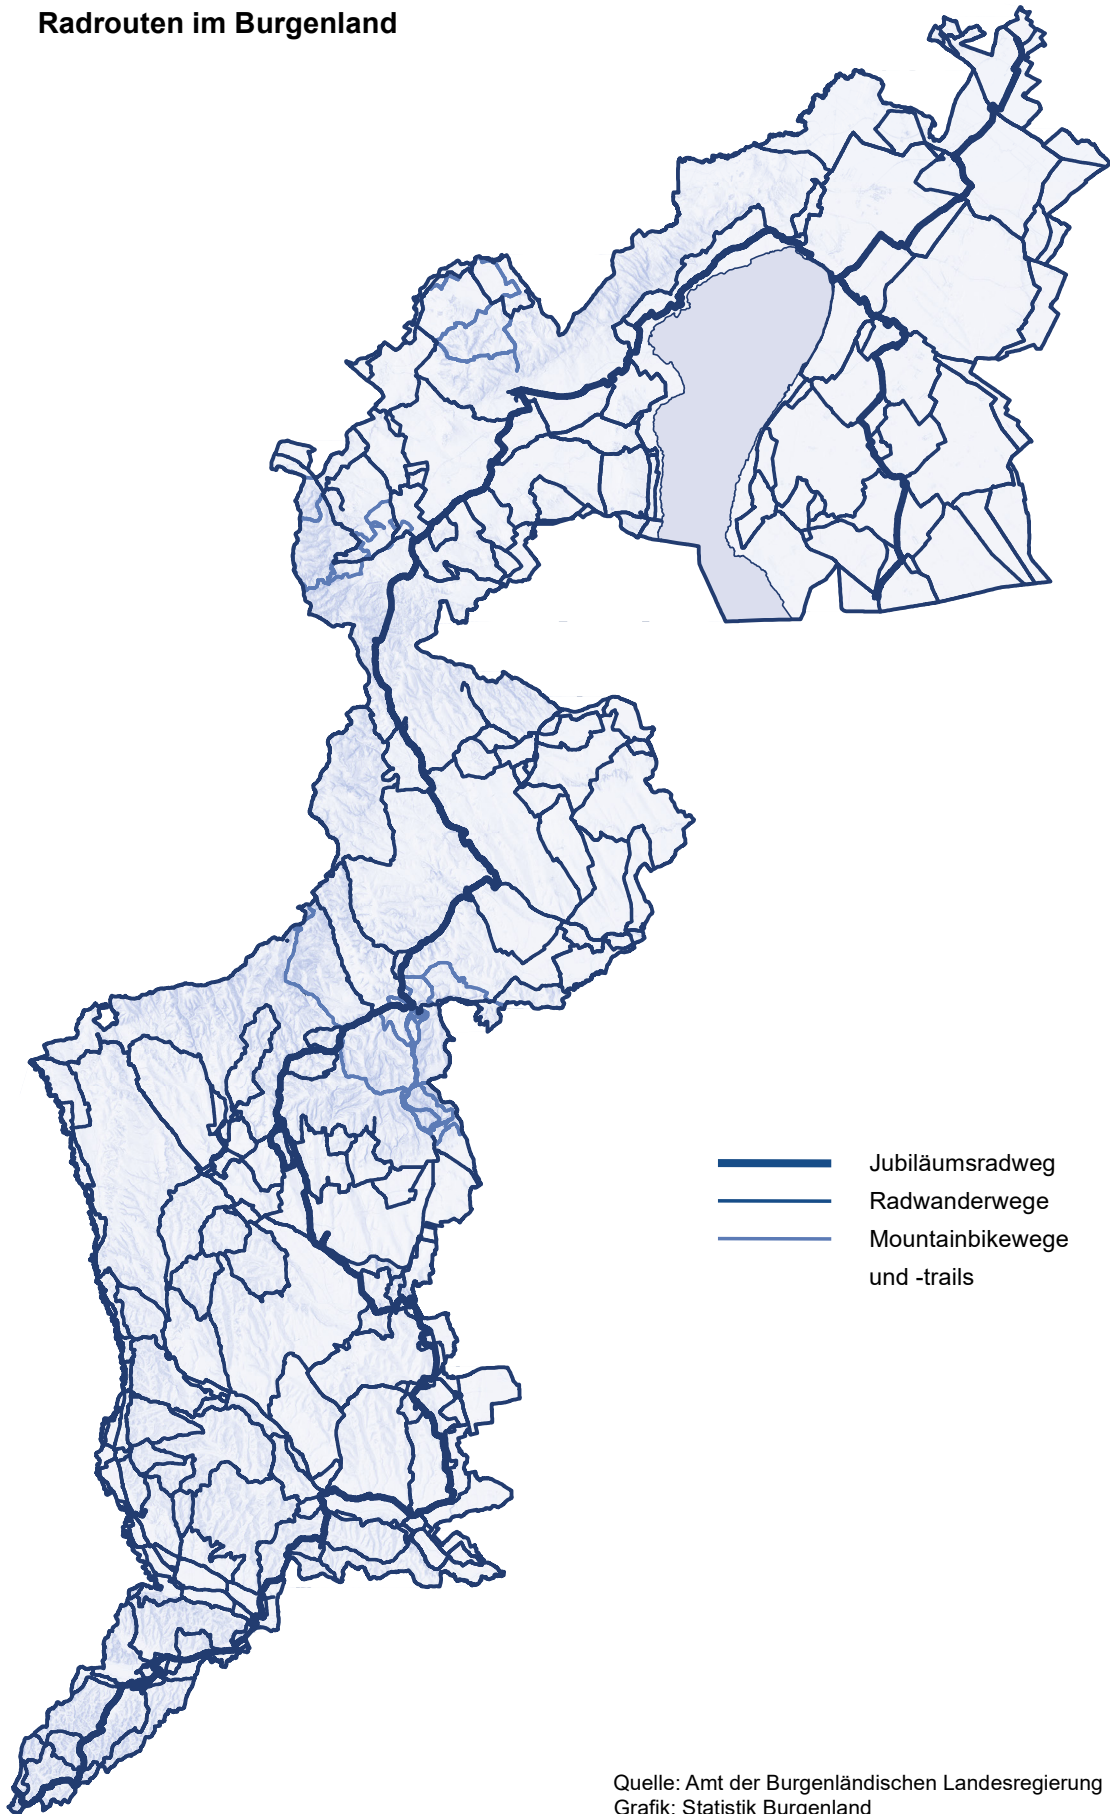 Radrouten im Burgenland
Jubiläumsradweg
Radwanderwege
Mountainbikewege
und -trails
Quelle: Amt der Burgenländischen Landesregierung
Grafik: Statistik Burgenland